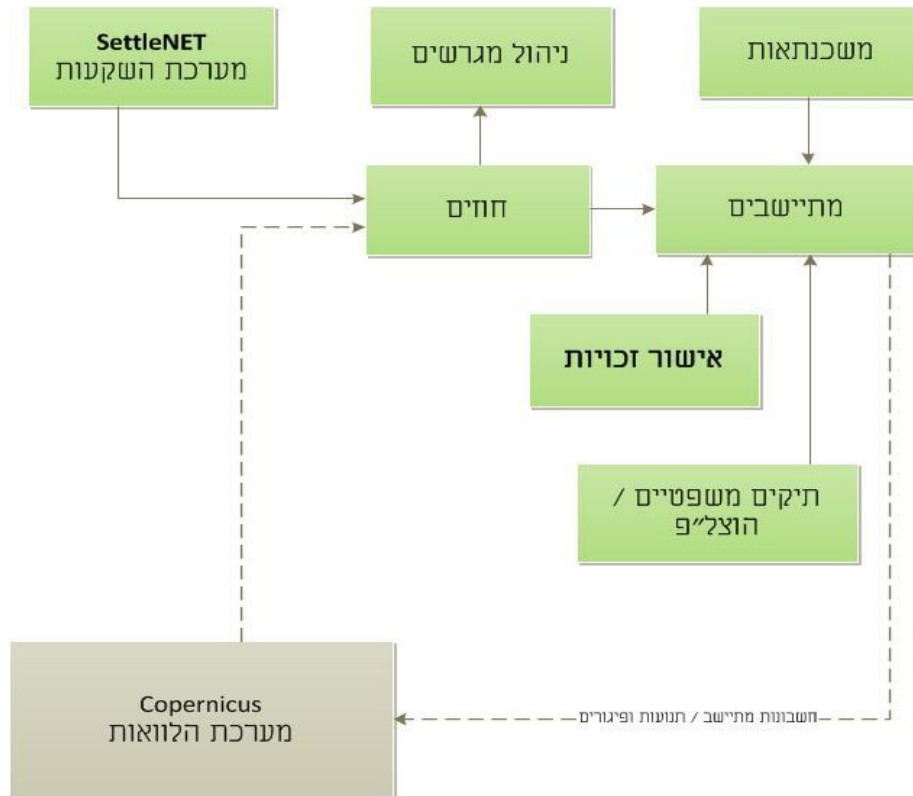 SettleNET
מערכת השקעות
ניהול מגרשים
משכנתאות
חוזים
מתיישבים
אישור זכויות
תיקים משפטיים /
הוצל״פ
Copernicus
מערכת הלוואות
חשבונות מתיישב / תנועות ופיגורים